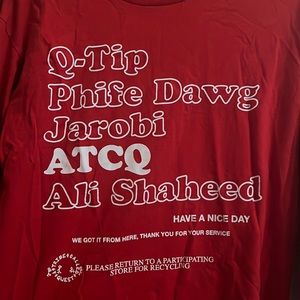 Q-Tip
Phife Dawg
Jarobi
ATCQ
Ali Shaheed
HAVE A NICE DAY
WE GOT IT FROM HERE, THANK YOU FOR YOUR SERVICE
PLEASE RETURN TO A PARTICIPATING
STORE FOR RECYCLING